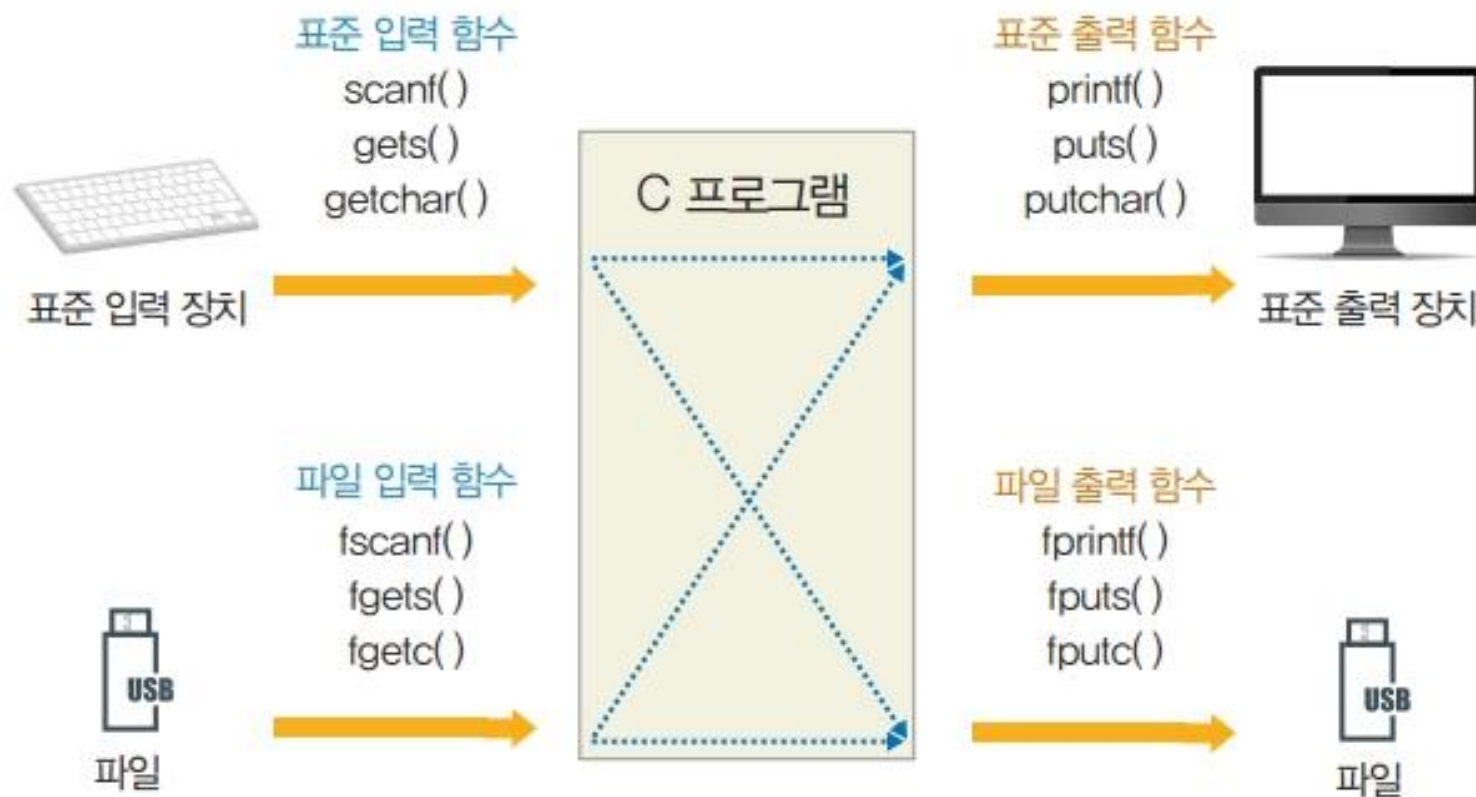 표준 입력 함수
scanf( )
gets( )
getchar( )
표준 입력 장치
C 프로그램
표준 출력 함수
printf( )
puts( )
putchar( )
표준 출력 장치
파일 입력 함수
fscanf( )
fgets( )
fgetc( )
USB
파일
파일 출력 함수
fprintf( )
fputs( )
fputc( )
USB
파일